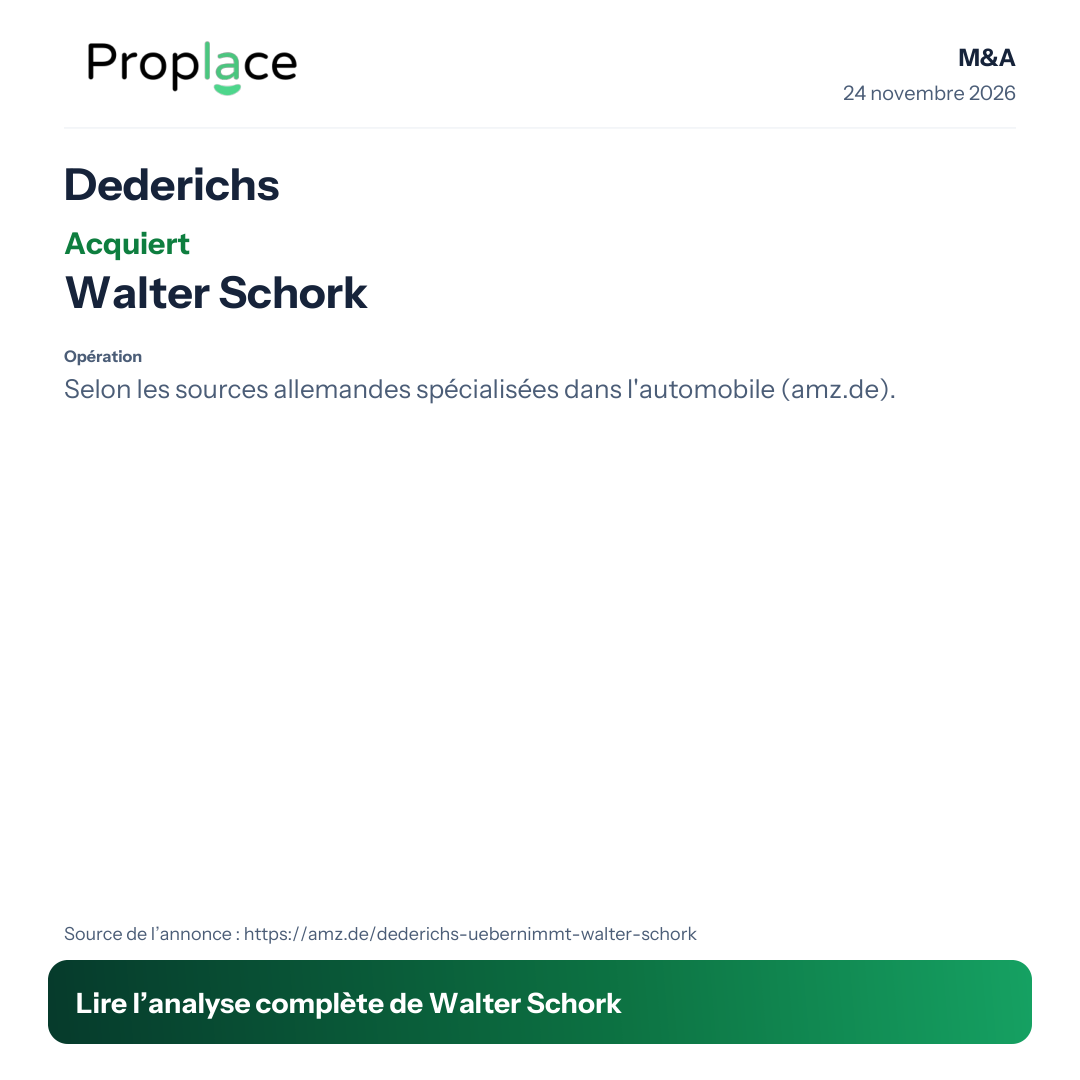 Proplace
M&A
24 novembre 2026
Dederichs
Acquiert
Walter Schork
Opération
Selon les sources allemandes spécialisées dans l'automobile (amz.de).
Source de l’annonce : https://amz.de/dederichs-uebernimmt-walter-schork
Lire l’analyse complète de Walter Schork